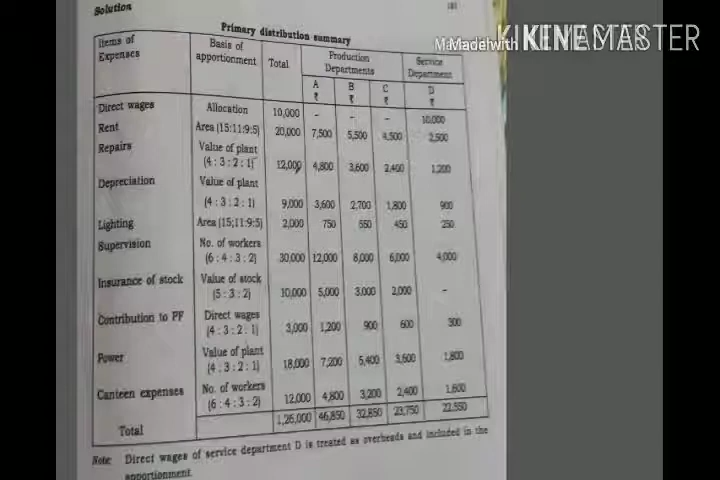 Solution
181
Primary distribution summary
Items of Expenses | Basis of apportionment | Total | Production Departments | Service Department
A ₹ | B ₹ | C ₹ | D ₹
Direct wages | Allocation | 10,000 | - | - | - | 10,000
Rent | Area (15:11:9:5) | 20,000 | 7,500 | 5,500 | 4,500 | 2,500
Repairs | Value of plant (4 : 3 : 2 : 1) | 12,000 | 4,800 | 3,600 | 2,400 | 1,200
Depreciation | Value of plant (4 : 3 : 2 : 1) | 9,000 | 3,600 | 2,700 | 1,800 | 900
Lighting | Area (15;11:9:5) | 2,000 | 750 | 550 | 450 | 250
Supervision | No. of workers (6 : 4 : 3 : 2) | 30,000 | 12,000 | 8,000 | 6,000 | 4,000
Insurance of stock | Value of stock (5 : 3 : 2) | 10,000 | 5,000 | 3,000 | 2,000 | -
Contribution to PF | Direct wages (4 : 3 : 2 : 1) | 3,000 | 1,200 | 900 | 600 | 300
Power | Value of plant (4 : 3 : 2 : 1) | 18,000 | 7,200 | 5,400 | 3,600 | 1,800
Canteen expenses | No. of workers (6 : 4 : 3 : 2) | 12,000 | 4,800 | 3,200 | 2,400 | 1,600
Total | 1,26,000 | 46,850 | 32,850 | 23,750 | 22,550
Note: Direct wages of service department D is treated as overheads and included in the
apportionment.